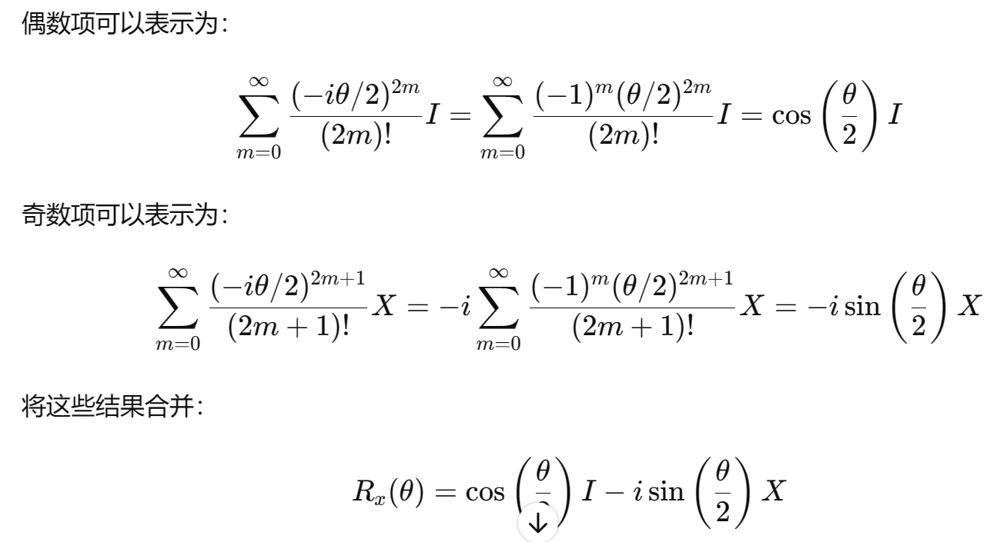 偶数项可以表示为：
$$\sum_{m=0}^{\infty} \frac{(-i\theta/2)^{2m}}{(2m)!} I = \sum_{m=0}^{\infty} \frac{(-1)^m(\theta/2)^{2m}}{(2m)!} I = \cos\left(\frac{\theta}{2}\right) I$$
奇数项可以表示为：
$$\sum_{m=0}^{\infty} \frac{(-i\theta/2)^{2m+1}}{(2m+1)!} X = -i \sum_{m=0}^{\infty} \frac{(-1)^m(\theta/2)^{2m+1}}{(2m+1)!} X = -i \sin\left(\frac{\theta}{2}\right) X$$
将这些结果合并：
$$R_x(\theta) = \cos\left(\frac{\theta}{2}\right) I - i \sin\left(\frac{\theta}{2}\right) X$$